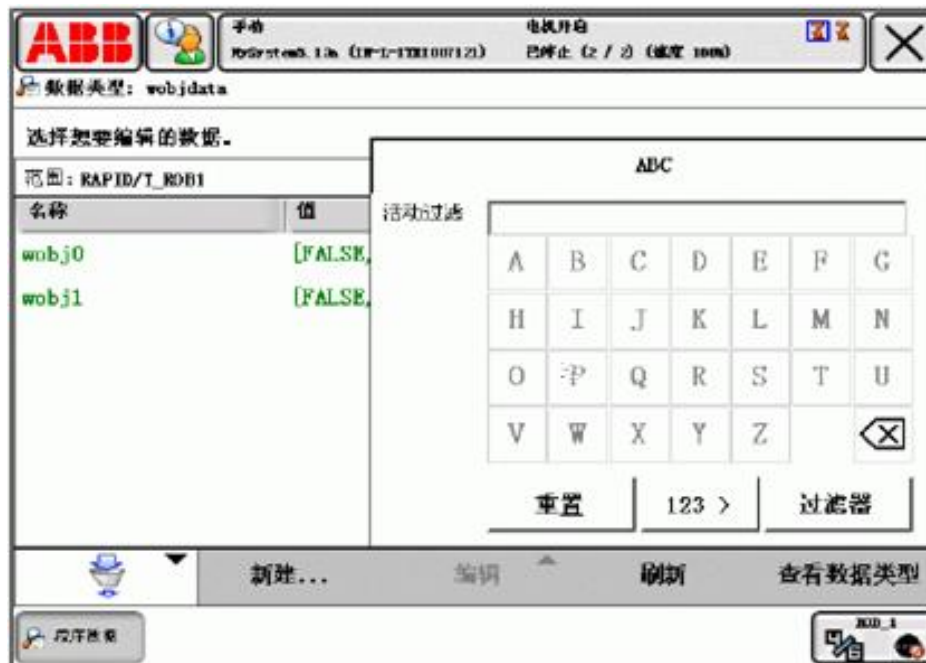 ABB
手动
电机开启
已停止 (2 / 2) (速度 100%)
数据类型: wobjdata
选择想要编辑的数据。
范围: RAPID/T_ROB1
名称 值
wobj0 [FALSE,
wobj1 [FALSE,
ABC
活动过滤
A B C D E F G
H I J K L M N
O P Q R S T U
V W X Y Z
重置 123 > 过滤器
新建... 编辑 刷新 查看数据类型
程序数据
ROB_1